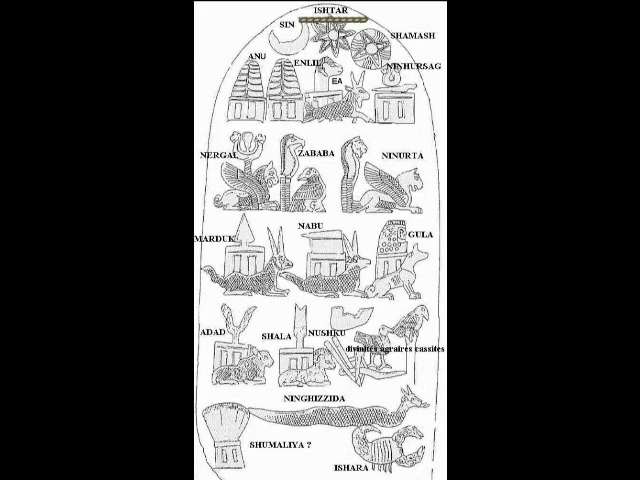 ISHTAR
SIN
SHAMASH
ANU
ENLIL
NINHURSAG
EA
NERGAL
ZABABA
NINURTA
MARDUK
NABU
GULA
ADAD
SHALA
NUSHKU
divinités agraires cassites
NINGHIZZIDA
SHUMALIYA ?
ISHARA